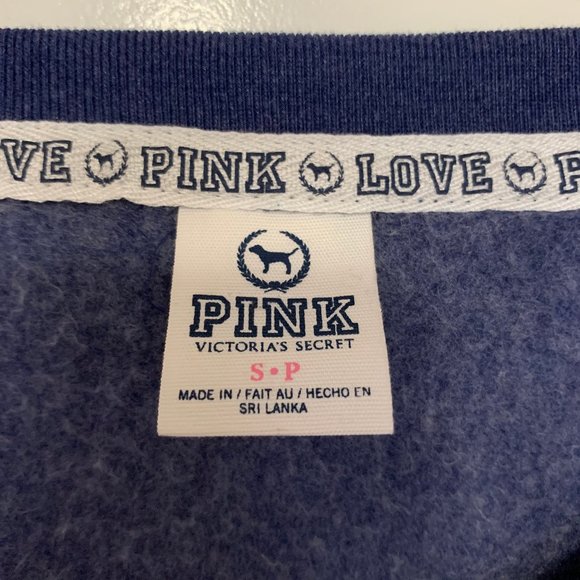 VE PINK LOVE P
PINK
VICTORIA'S SECRET
S•P
MADE IN / FAIT AU / HECHO EN
SRI LANKA